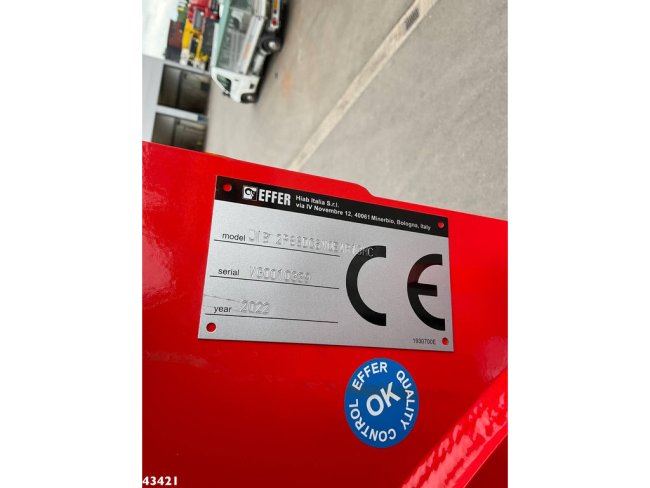 EFFER
Hiab Italia S.r.l.
via IV Novembre 12, 40061 Minerbio, Bologna, Italy
model
serial
year 2022
CE
1930700E
EFFER QUALITY CONTROL
OK
43421